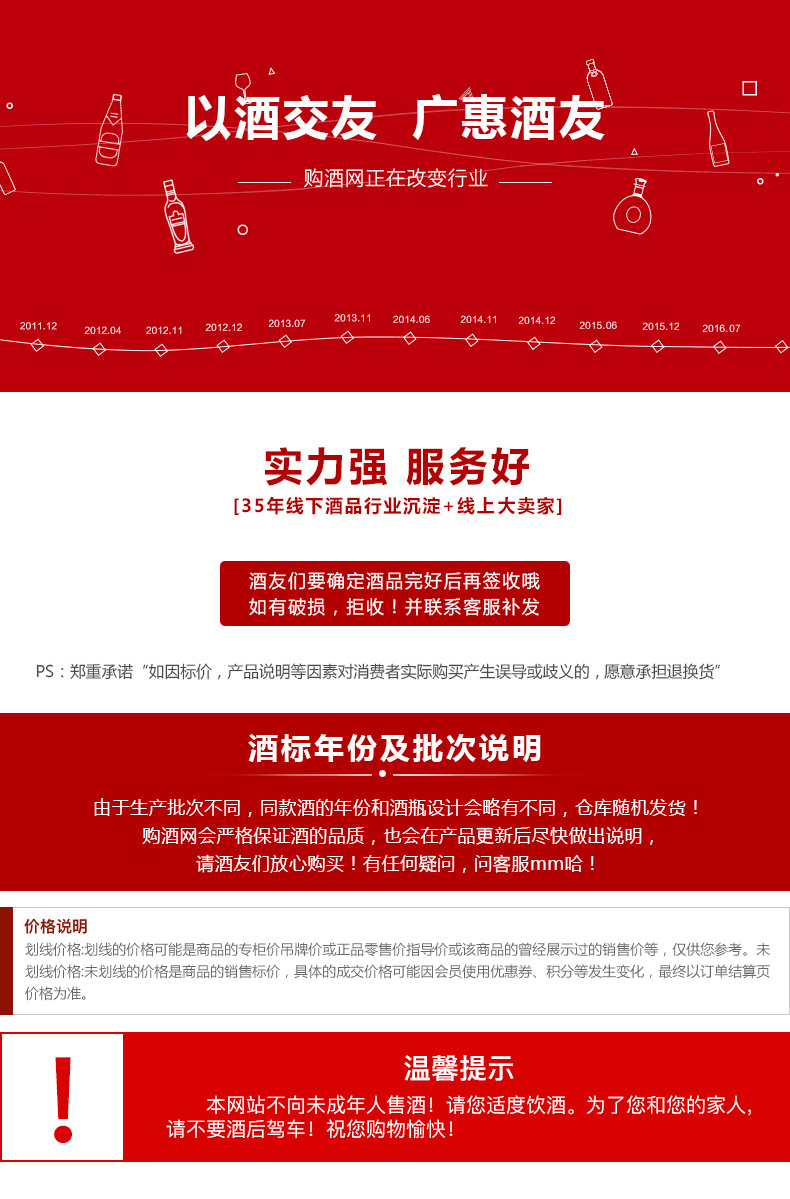 以酒交友 广惠酒友
购酒网正在改变行业
2011.12 2012.04 2012.11 2012.12 2013.07 2013.11 2014.06 2014.11 2014.12 2015.06 2015.12 2016.07
实力强 服务好
[35年线下酒品行业沉淀+线上大卖家]
酒友们要确定酒品完好后再签收哦
如有破损，拒收！并联系客服补发
PS：郑重承诺“如因标价，产品说明等因素对消费者实际购买产生误导或歧义的，愿意承担退换货”
酒标年份及批次说明
由于生产批次不同，同款酒的年份和酒瓶设计会略有不同，仓库随机发货！
购酒网会严格保证酒的品质，也会在产品更新后尽快做出说明，
请酒友们放心购买！有任何疑问，问客服mm哈！
价格说明
划线价格:划线的价格可能是商品的专柜价吊牌价或正品零售价指导价或该商品的曾经展示过的销售价等，仅供您参考。未
划线价格:未划线的价格是商品的销售标价，具体的成交价格可能因会员使用优惠券、积分等发生变化，最终以订单结算页
价格为准。
!
温馨提示
本网站不向未成年人售酒！请您适度饮酒。为了您和您的家人，
请不要酒后驾车！祝您购物愉快！